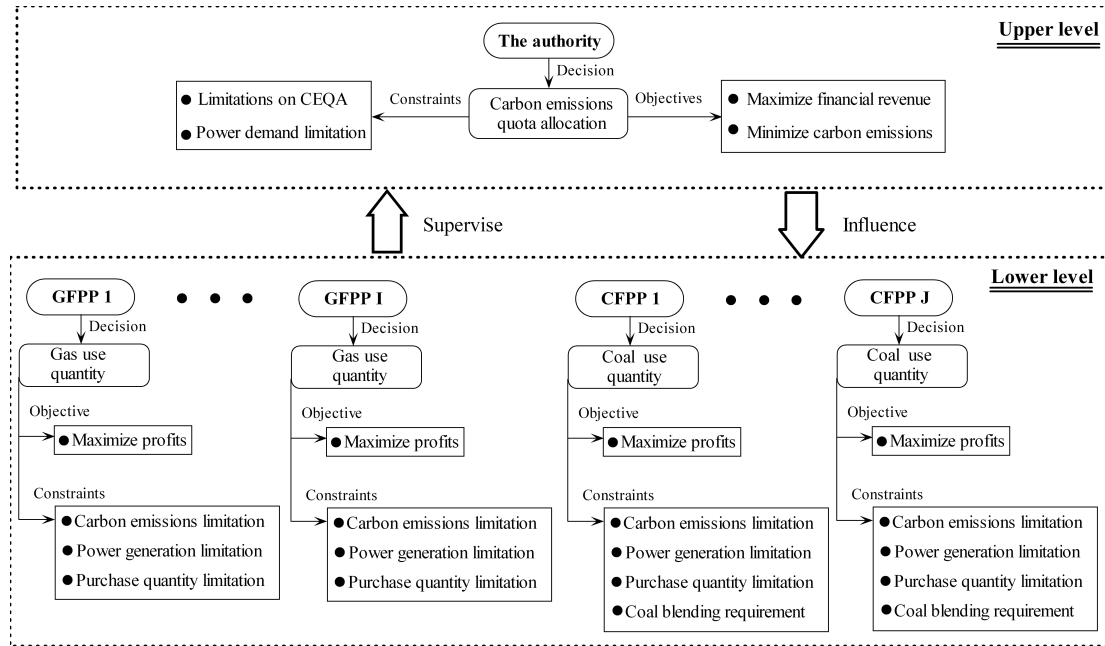 Upper level
The authority
Decision
Constraints
Carbon emissions
quota allocation
Objectives
● Limitations on CEQA
● Power demand limitation
● Maximize financial revenue
● Minimize carbon emissions
Supervise
Influence
Lower level
GFPP 1
● ● ●
GFPP I
CFPP 1
● ● ●
CFPP J
Decision
Decision
Decision
Decision
Gas use
quantity
Gas use
quantity
Coal use
quantity
Coal use
quantity
Objective
● Maximize profits
Objective
● Maximize profits
Objective
● Maximize profits
Objective
● Maximize profits
Constraints
● Carbon emissions limitation
● Power generation limitation
● Purchase quantity limitation
Constraints
● Carbon emissions limitation
● Power generation limitation
● Purchase quantity limitation
Constraints
● Carbon emissions limitation
● Power generation limitation
● Purchase quantity limitation
● Coal blending requirement
Constraints
● Carbon emissions limitation
● Power generation limitation
● Purchase quantity limitation
● Coal blending requirement